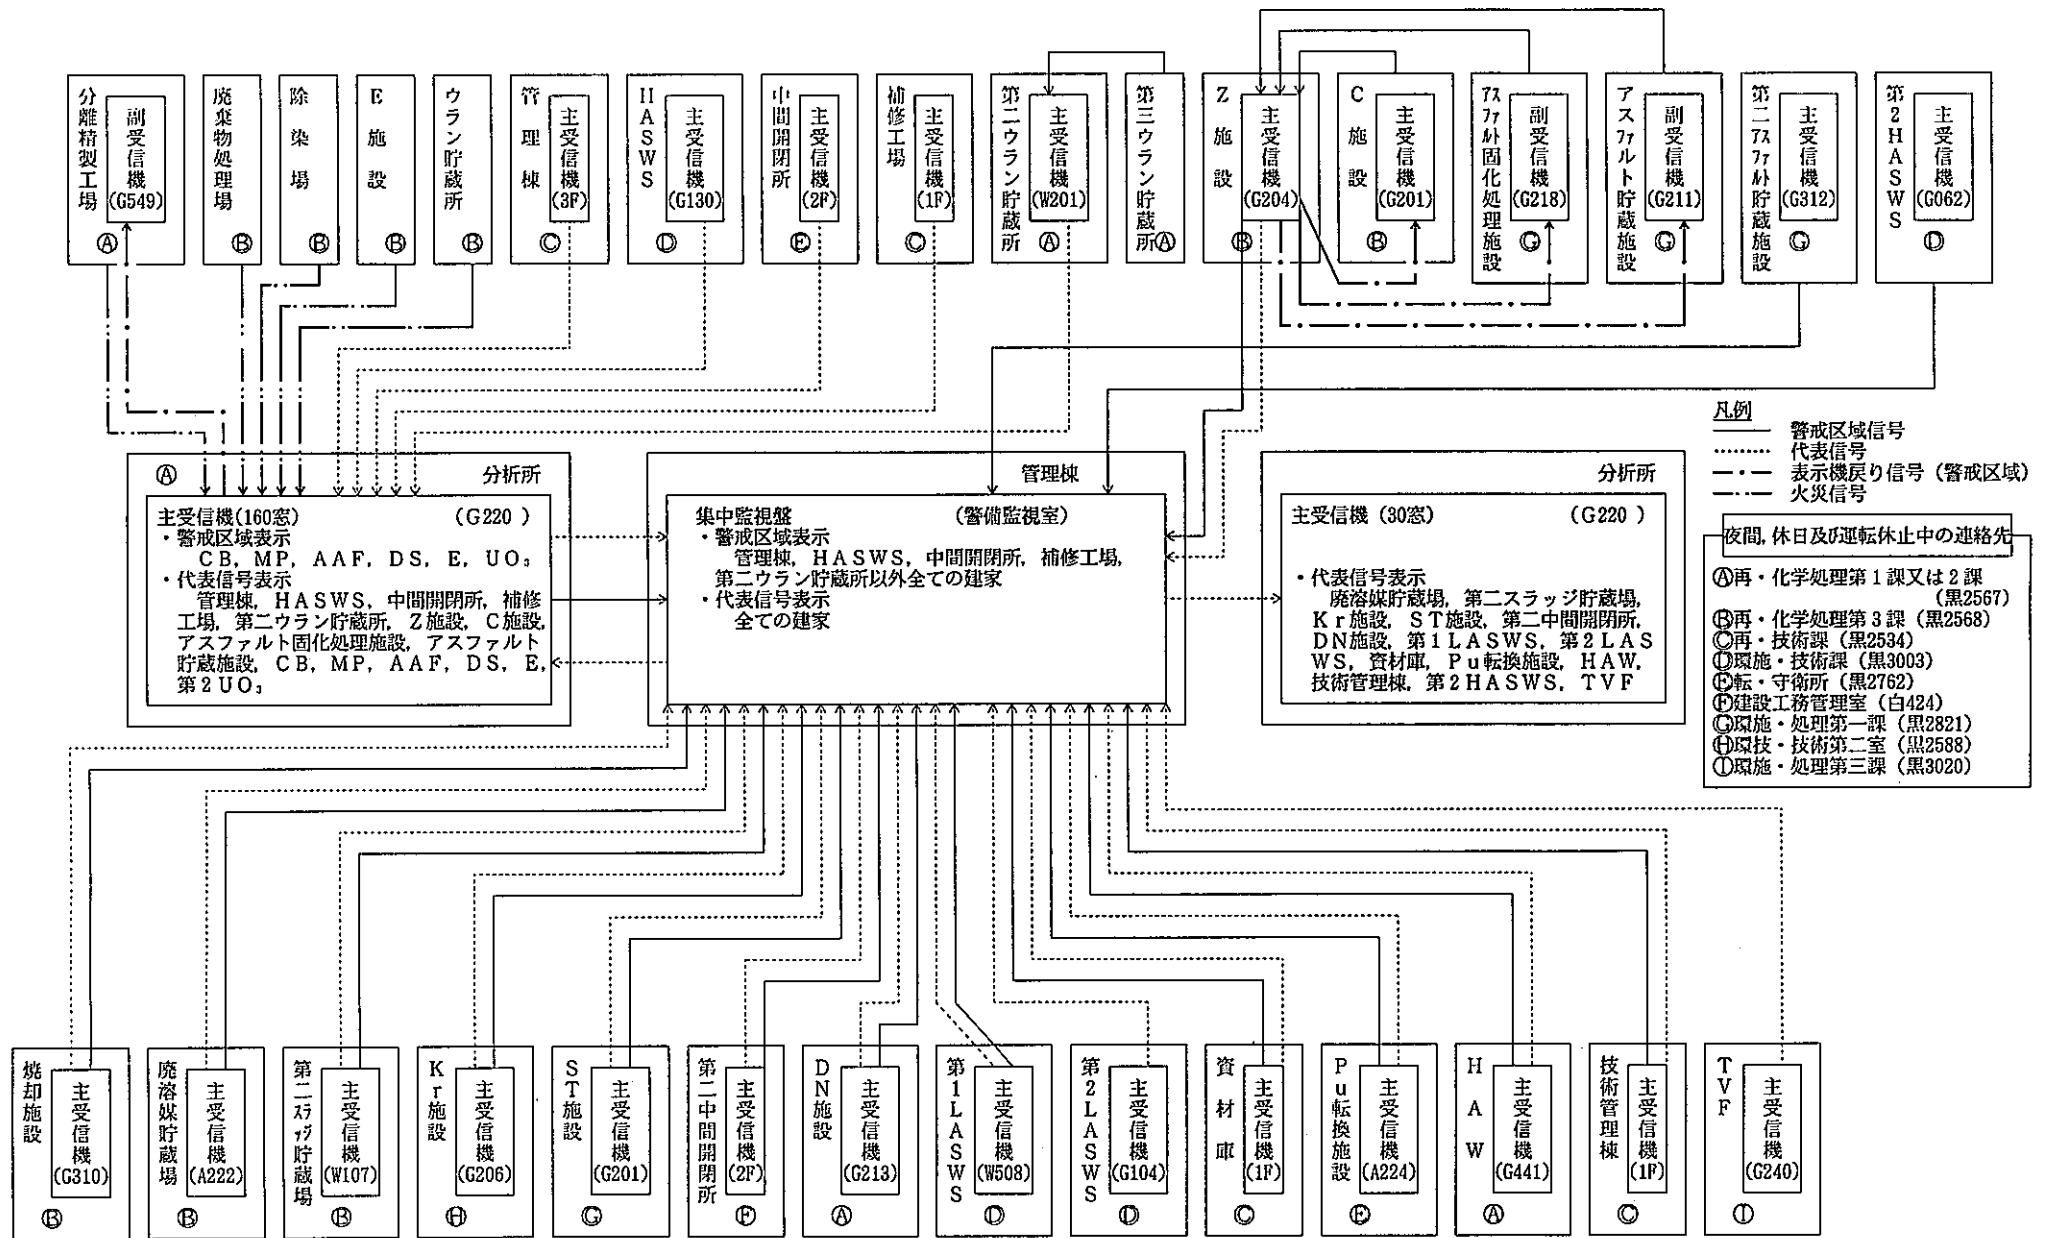 分離精製工場
副受信機
(G549)
Ⓐ
廃棄物処理場
Ⓑ
除染場
Ⓑ
E施設
Ⓑ
ウラン貯蔵所
Ⓑ
管理棟
主受信機
(3F)
Ⓒ
HASWS
主受信機
(G130)
Ⓓ
中間開閉所
主受信機
(2F)
Ⓔ
補修工場
主受信機
(1F)
Ⓒ
第二ウラン貯蔵所
主受信機
(W201)
Ⓐ
第三ウラン貯蔵所
Ⓐ
Z施設
主受信機
(G204)
Ⓑ
C施設
主受信機
(G201)
Ⓑ
アスファルト固化処理施設
副受信機
(G218)
Ⓖ
アスファルト貯蔵施設
副受信機
(G211)
Ⓖ
第二アスファルト貯蔵施設
主受信機
(G312)
Ⓖ
第2HASWS
主受信機
(G062)
Ⓓ
凡例
警戒区域信号
代表信号
表示機戻り信号(警戒区域)
火災信号
Ⓐ 分析所
主受信機(160窓) (G220)
・警戒区域表示
CB, MP, AAF, DS, E, UO₃
・代表信号表示
管理棟, HASWS, 中間開閉所, 補修
工場, 第二ウラン貯蔵所, Z施設, C施設,
アスファルト固化処理施設, アスファルト
貯蔵施設, CB, MP, AAF, DS, E,
第2UO₃
管理棟
集中監視盤 (警備監視室)
・警戒区域表示
管理棟, HASWS, 中間開閉所, 補修工場,
第二ウラン貯蔵所以外全ての建家
・代表信号表示
全ての建家
分析所
主受信機(30窓) (G220)
・代表信号表示
廃溶媒貯蔵場, 第二スラッジ貯蔵場,
Kr施設, ST施設, 第二中間開閉所,
DN施設, 第1LASWS, 第2LAS
WS, 資材庫, Pu転換施設, HAW,
技術管理棟, 第2HASWS, TVF
夜間, 休日及び運転休止中の連絡先
Ⓐ再・化学処理第1課又は2課
(黒2567)
Ⓑ再・化学処理第3課(黒2568)
Ⓒ再・技術課(黒2534)
Ⓓ環施・技術課(黒3003)
Ⓔ転・守衛所(黒2762)
Ⓕ建設工務管理室(白424)
Ⓖ環施・処理第一課(黒2821)
Ⓗ環技・技術第二室(黒2588)
Ⓘ環施・処理第三課(黒3020)
焼却施設
主受信機
(G310)
Ⓑ
廃溶媒貯蔵場
主受信機
(A222)
Ⓑ
第二スラッジ貯蔵場
主受信機
(W107)
Ⓑ
Kr施設
主受信機
(G206)
Ⓗ
ST施設
主受信機
(G201)
Ⓖ
第二中間開閉所
主受信機
(2F)
Ⓕ
DN施設
主受信機
(G213)
Ⓐ
第1LASWS
主受信機
(W508)
Ⓓ
第2LASWS
主受信機
(G104)
Ⓓ
資材庫
主受信機
(1F)
Ⓒ
Pu転換施設
主受信機
(A224)
Ⓔ
HAW
主受信機
(G441)
Ⓐ
技術管理棟
主受信機
(1F)
Ⓒ
TVF
主受信機
(G240)
Ⓘ